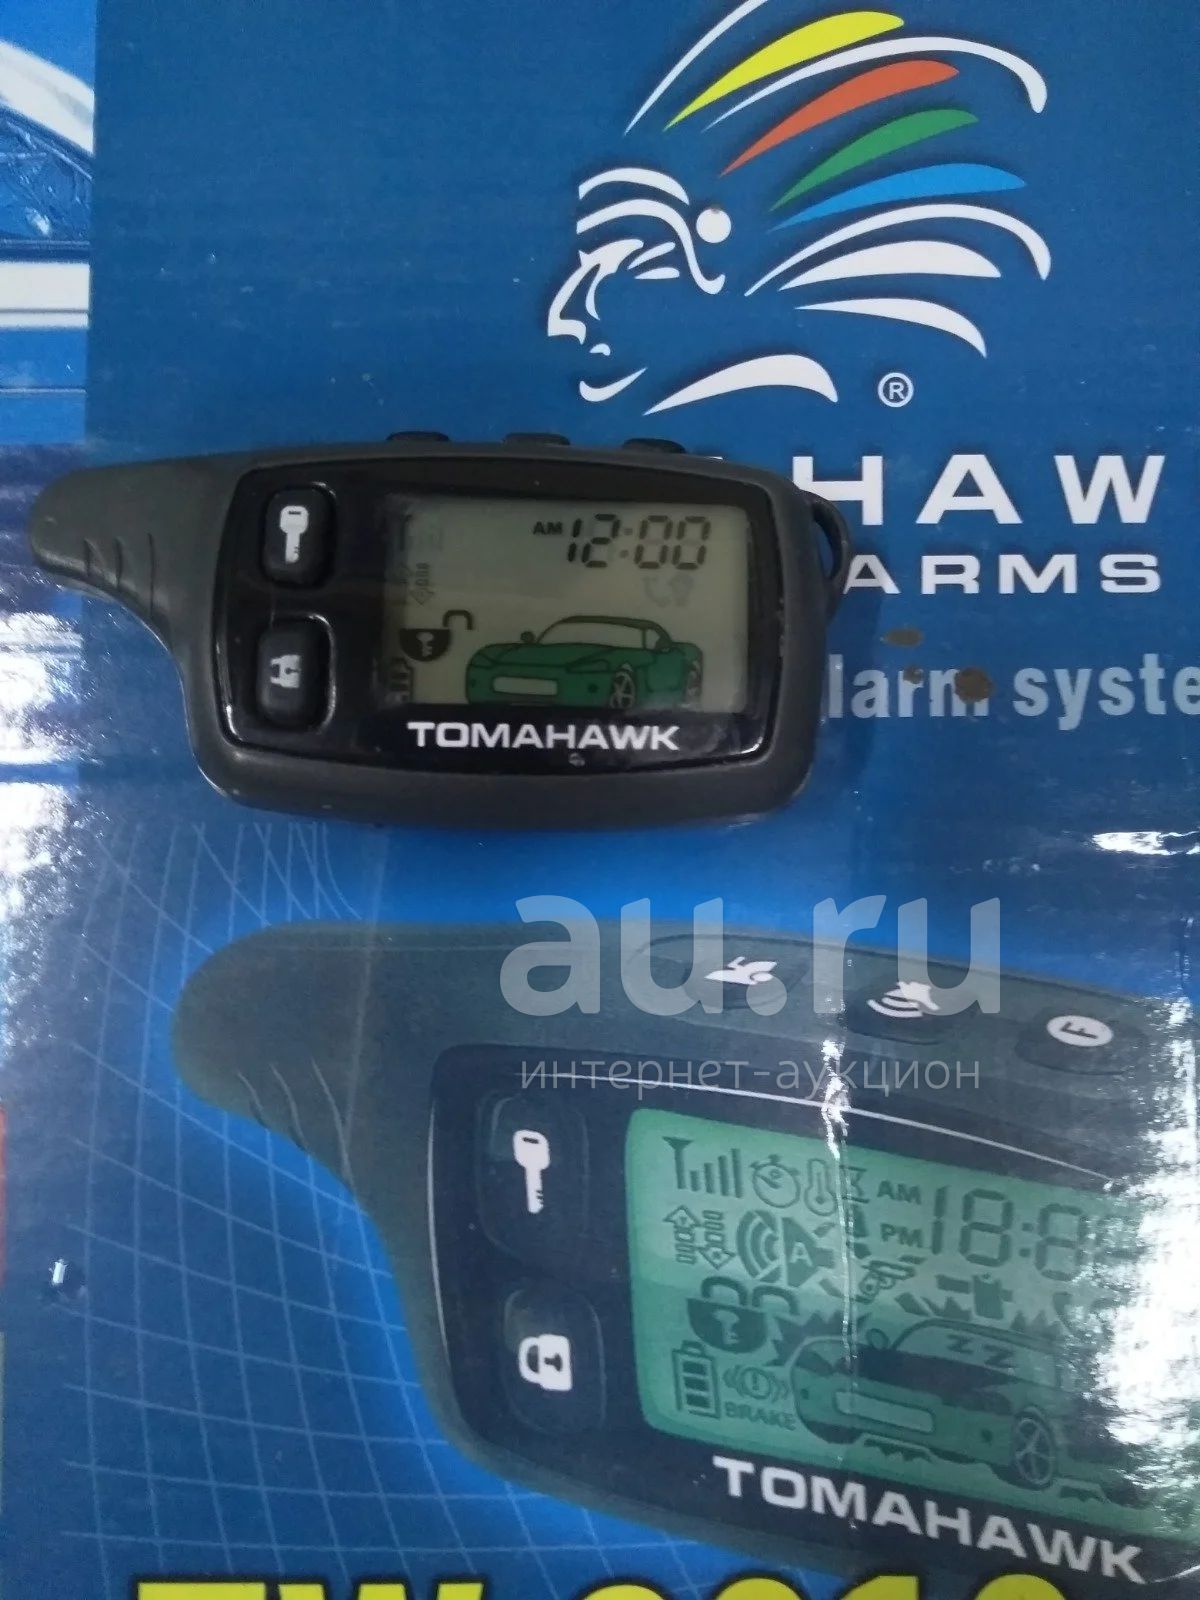 ®
HAW
ARMS
larm syste
AM 12:00
TOMAHAWK
au.ru
интернет-аукцион
F
AM
PM 18:8
A
Z Z
BRAKE
TOMAHAWK